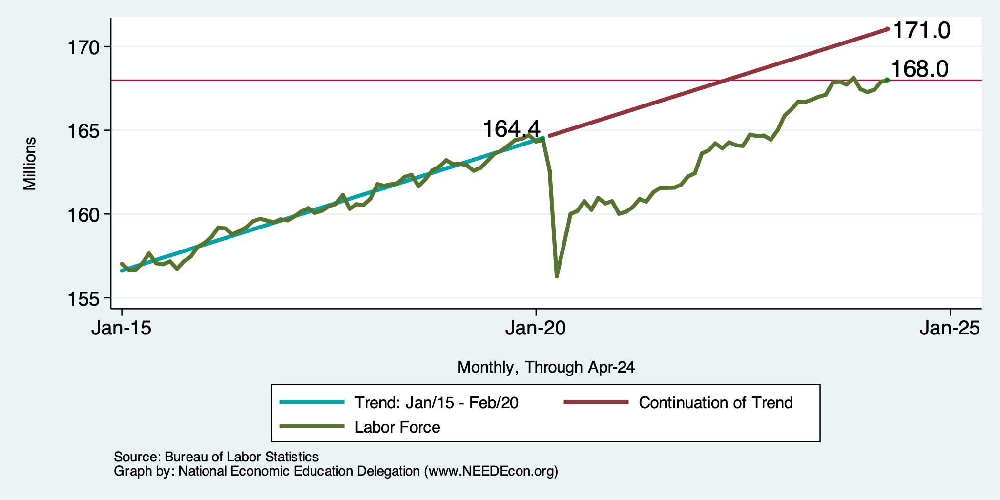 171.0
170
168.0
164.4
165
160
155
Millions
Jan-15
Jan-20
Jan-25
Monthly, Through Apr-24
Trend: Jan/15 - Feb/20
Continuation of Trend
Labor Force
Source: Bureau of Labor Statistics
Graph by: National Economic Education Delegation (www.NEEDEcon.org)